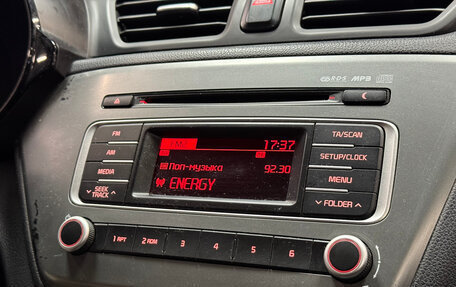 RDS MP3
FM
AM
MEDIA
SEEK
TRACK
17:37
Поп-музыка 92.30
ENERGY
TA/SCAN
SETUP/CLOCK
MENU
FOLDER
1 RPT 2 RDM 3 4 5 6